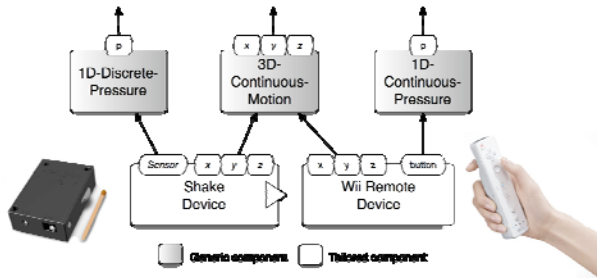 p
x y z
p
1D-Discrete-
Pressure
3D-
Continuous-
Motion
1D-
Continuous-
Pressure
Sensor x y z
x y z button
Shake
Device
Wii Remote
Device
Generic component
Tailored component